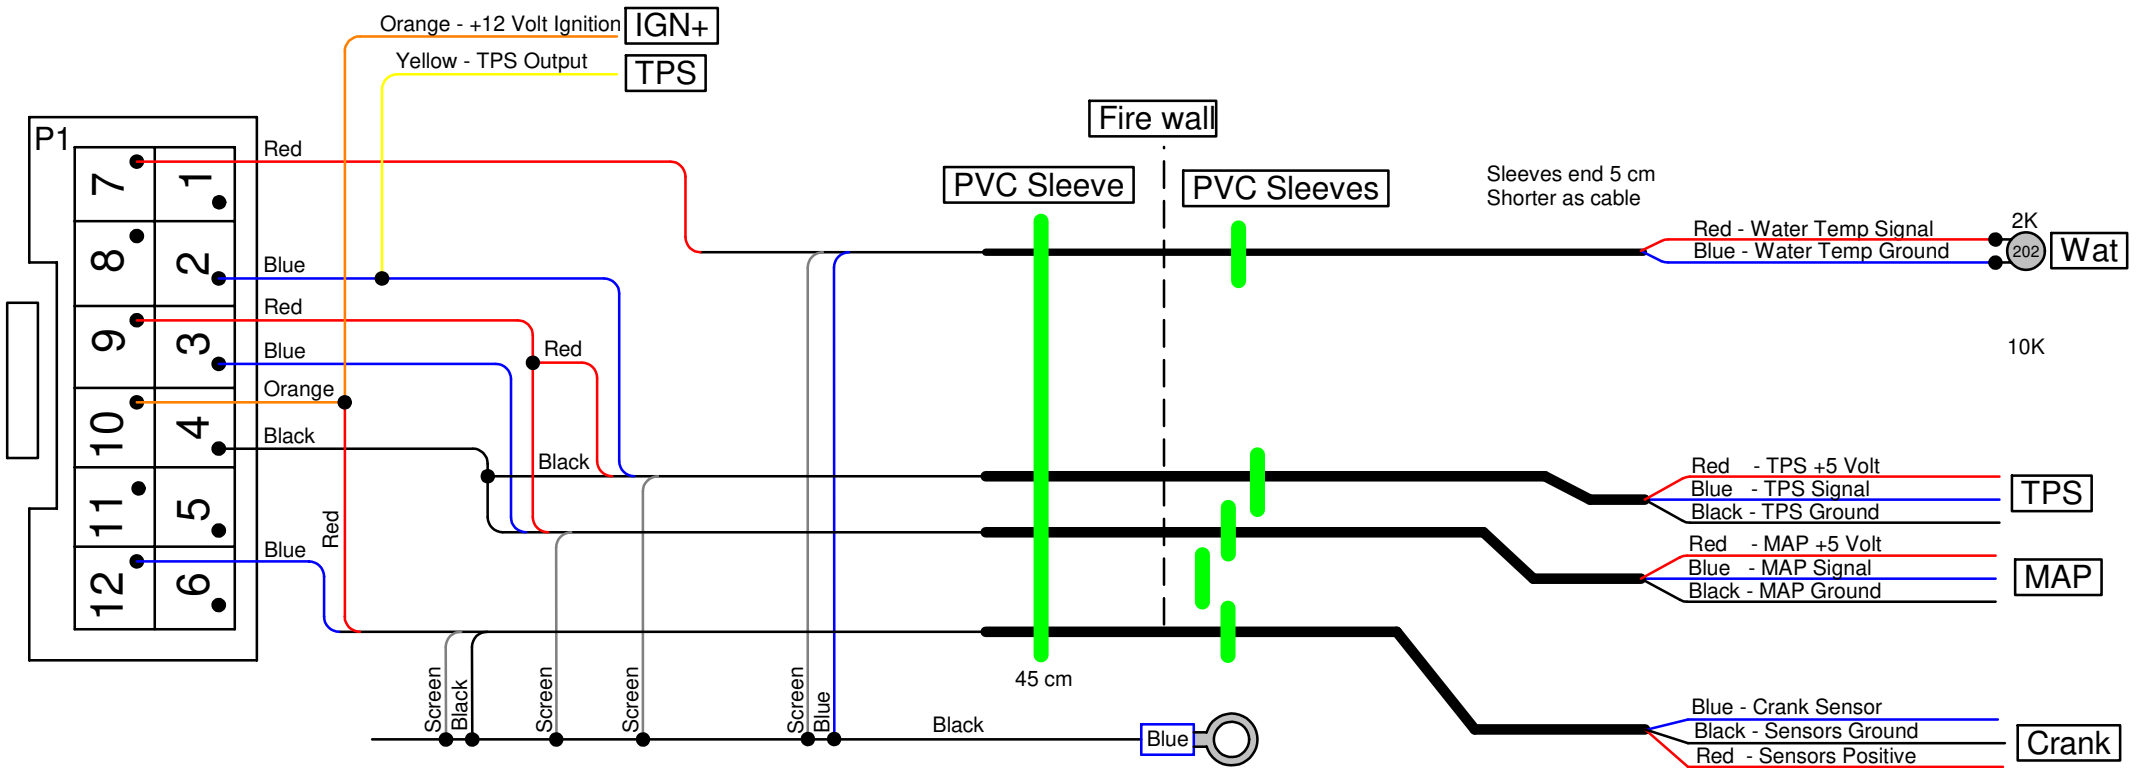 Orange - +12 Volt Ignition IGN+
Yellow - TPS Output TPS
Fire wall
P1
Red
PVC Sleeve
PVC Sleeves
Sleeves end 5 cm
Shorter as cable
7 1
8 2
9 3
10 4
11 5
12 6
Blue
Red
Blue
Red
Orange
Black
Black
Blue
Red
2K
Red - Water Temp Signal
Blue - Water Temp Ground
202
Wat
10K
Red - TPS +5 Volt
Blue - TPS Signal
Black - TPS Ground
TPS
Red - MAP +5 Volt
Blue - MAP Signal
Black - MAP Ground
MAP
45 cm
Screen
Black
Screen
Screen
Screen
Blue
Black
Blue
Blue - Crank Sensor
Black - Sensors Ground
Red - Sensors Positive
Crank